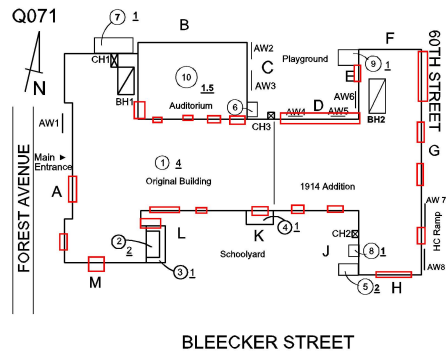 Q071
N
7 1
B
CH1
BH1
AW2
C
AW3
10 1.5
Auditorium
6
Playground
9 1
F
E
AW6
D
AW4 AW5
BH2
CH3
60TH STREET
G
AW1
Main ►
Entrance
A
FOREST AVENUE
1 4
Original Building
1914 Addition
AW 7
HC Ramp
AW8
L
K
4 1
J
CH2
8 1
2
2
3 1
Schoolyard
5 2
M
H
BLEECKER STREET